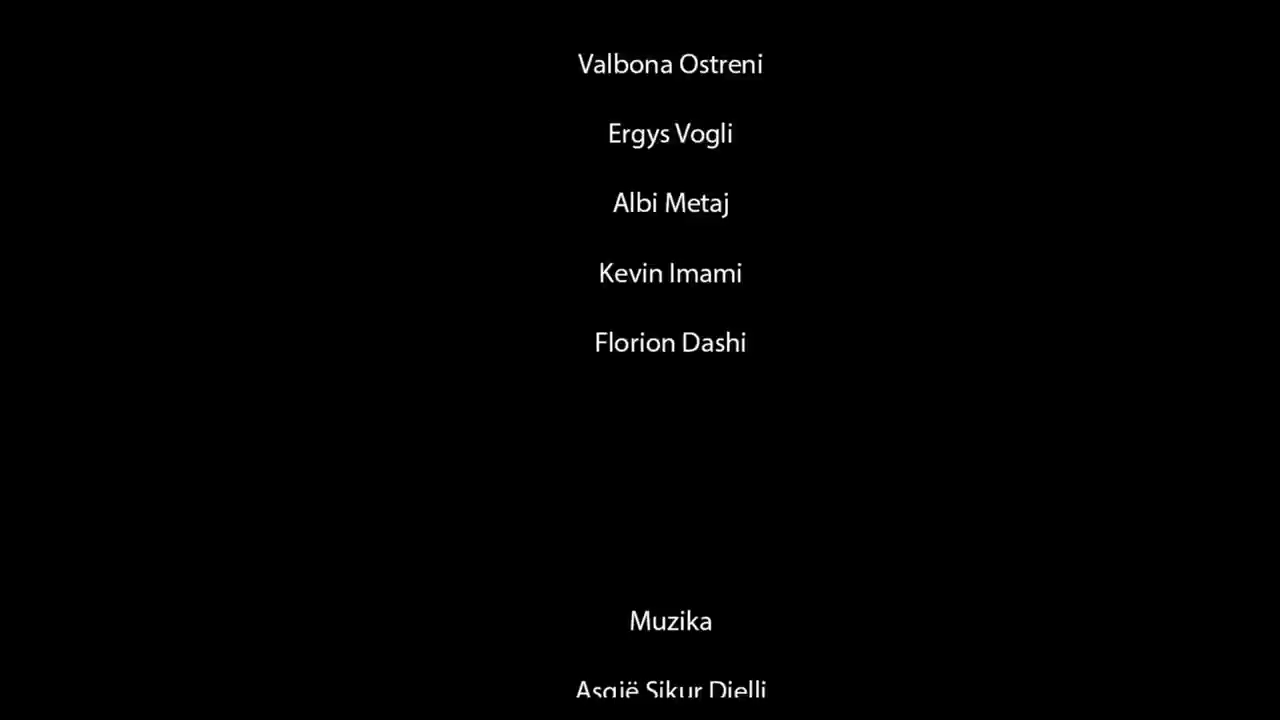 Valbona Ostreni
Ergys Vogli
Albi Metaj
Kevin Imami
Florion Dashi
Muzika
Asgjë Sikur Dielli